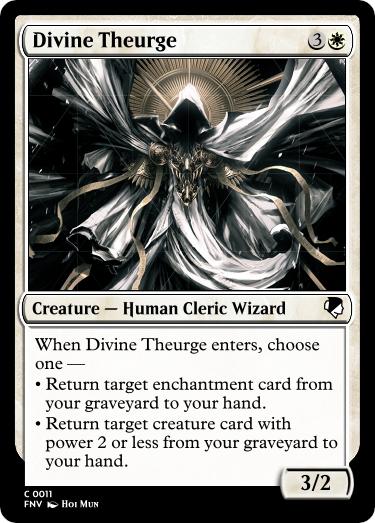 Divine Theurge 3
Creature — Human Cleric Wizard
When Divine Theurge enters, choose
one —
• Return target enchantment card from
your graveyard to your hand.
• Return target creature card with
power 2 or less from your graveyard to
your hand.
3/2
C 0011
FNV Hoi Mun